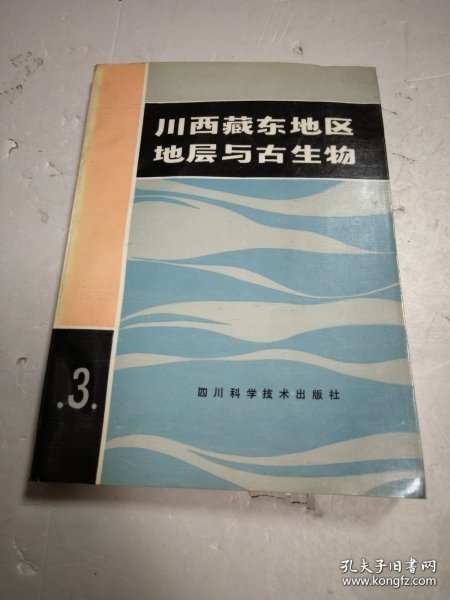 川西藏东地区
地层与古生物
.3.
四川科学技术出版社
孔夫子旧书网
www.kongfz.com